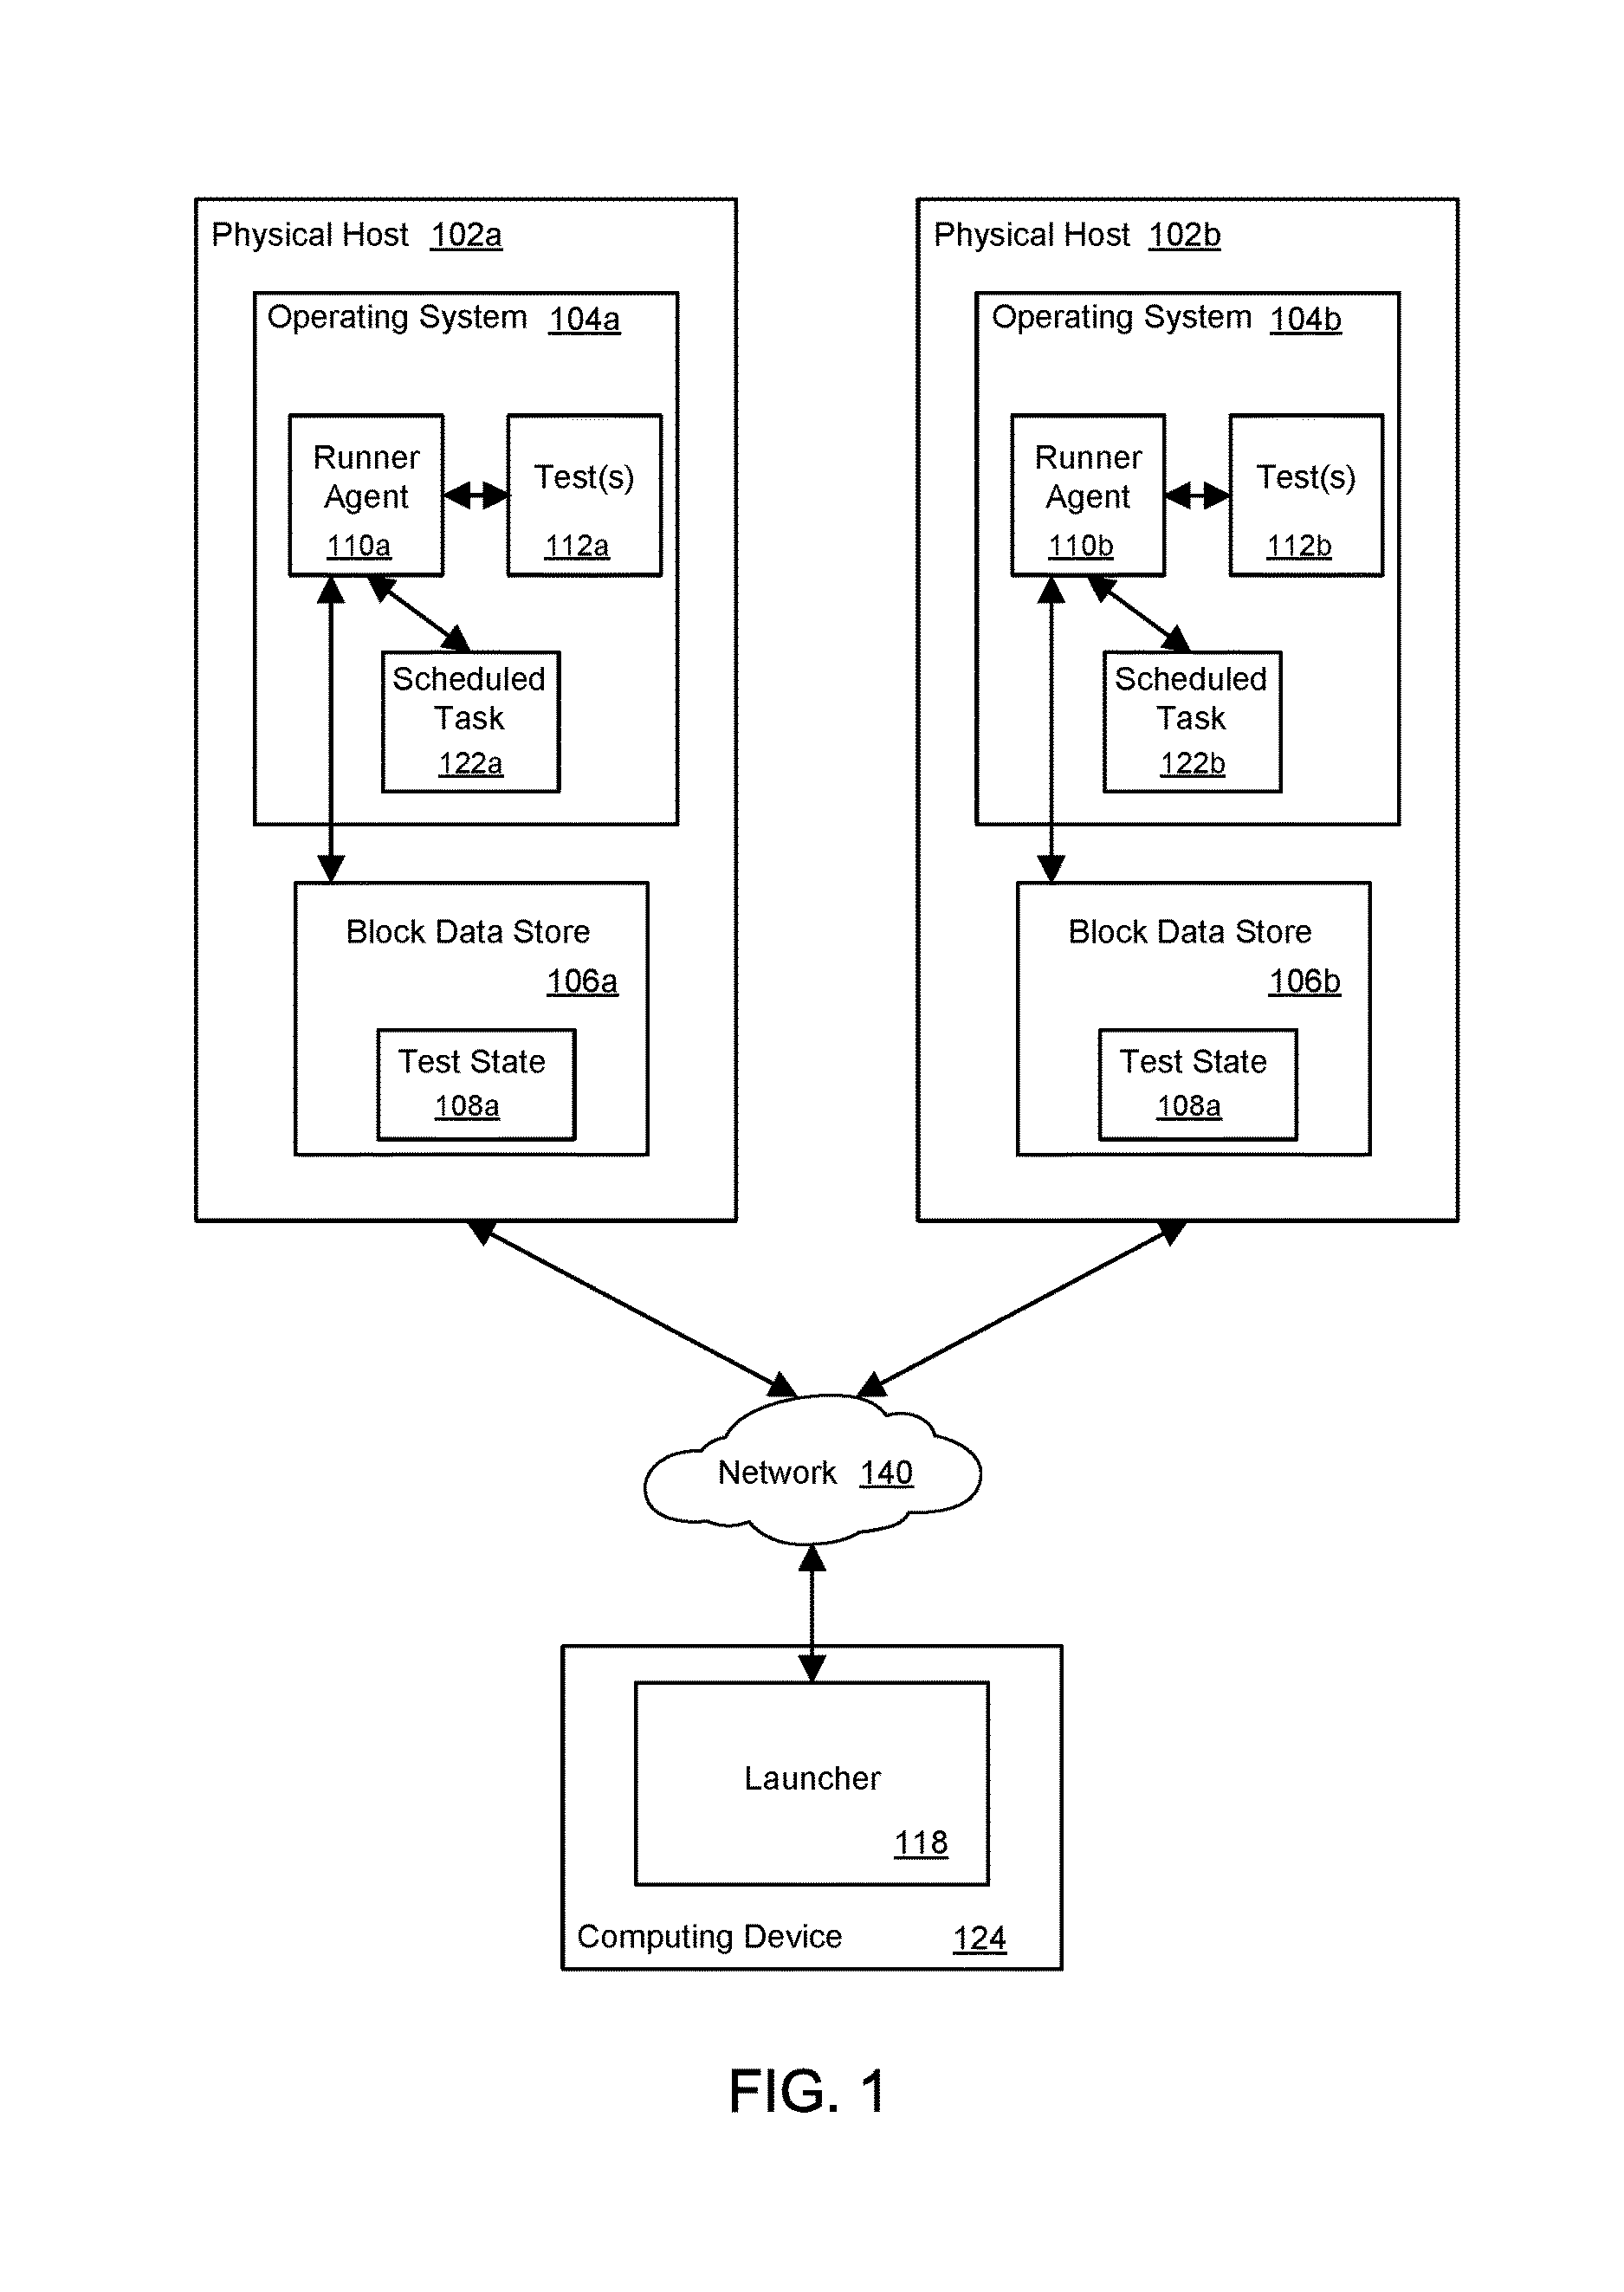 Physical Host 102a
Operating System 104a
Runner
Agent
110a
Test(s)
112a
Scheduled
Task
122a
Block Data Store
106a
Test State
108a
Physical Host 102b
Operating System 104b
Runner
Agent
110b
Test(s)
112b
Scheduled
Task
122b
Block Data Store
106b
Test State
108a
Network 140
Launcher
118
Computing Device 124
FIG. 1